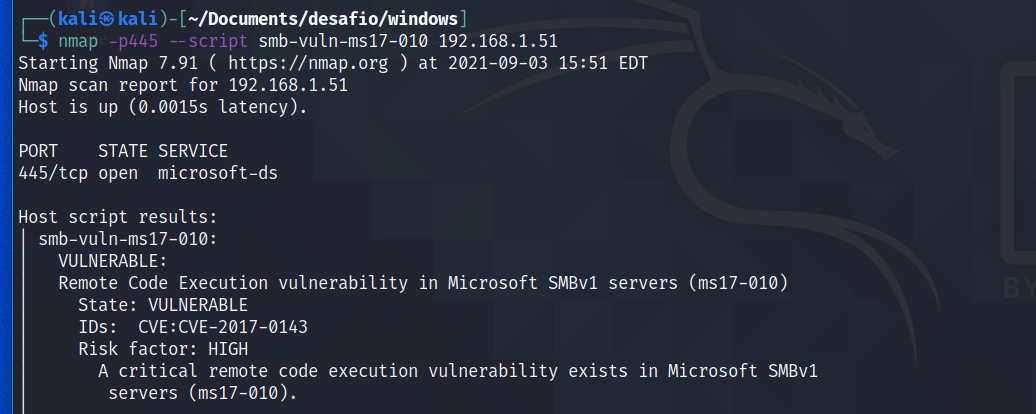 ┌──(kali㉿kali)-[~/Documents/desafio/windows]
└─$ nmap -p445 --script smb-vuln-ms17-010 192.168.1.51
Starting Nmap 7.91 ( https://nmap.org ) at 2021-09-03 15:51 EDT
Nmap scan report for 192.168.1.51
Host is up (0.0015s latency).

PORT    STATE SERVICE
445/tcp open  microsoft-ds

Host script results:
| smb-vuln-ms17-010:
|   VULNERABLE:
|   Remote Code Execution vulnerability in Microsoft SMBv1 servers (ms17-010)
|     State: VULNERABLE
|     IDs:  CVE:CVE-2017-0143
|     Risk factor: HIGH
|       A critical remote code execution vulnerability exists in Microsoft SMBv1
|        servers (ms17-010).
BY